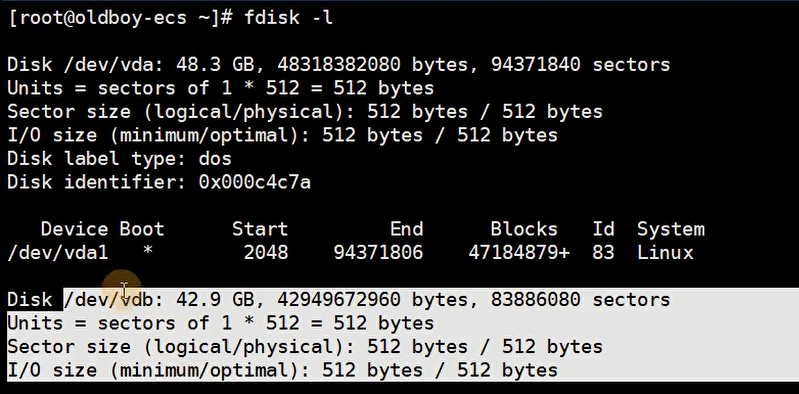 [root@oldboy-ecs ~]# fdisk -l
Disk /dev/vda: 48.3 GB, 48318382080 bytes, 94371840 sectors
Units = sectors of 1 * 512 = 512 bytes
Sector size (logical/physical): 512 bytes / 512 bytes
I/O size (minimum/optimal): 512 bytes / 512 bytes
Disk label type: dos
Disk identifier: 0x000c4c7a
Device Boot Start End Blocks Id System
/dev/vda1 * 2048 94371806 47184879+ 83 Linux
Disk /dev/vdb: 42.9 GB, 42949672960 bytes, 83886080 sectors
Units = sectors of 1 * 512 = 512 bytes
Sector size (logical/physical): 512 bytes / 512 bytes
I/O size (minimum/optimal): 512 bytes / 512 bytes